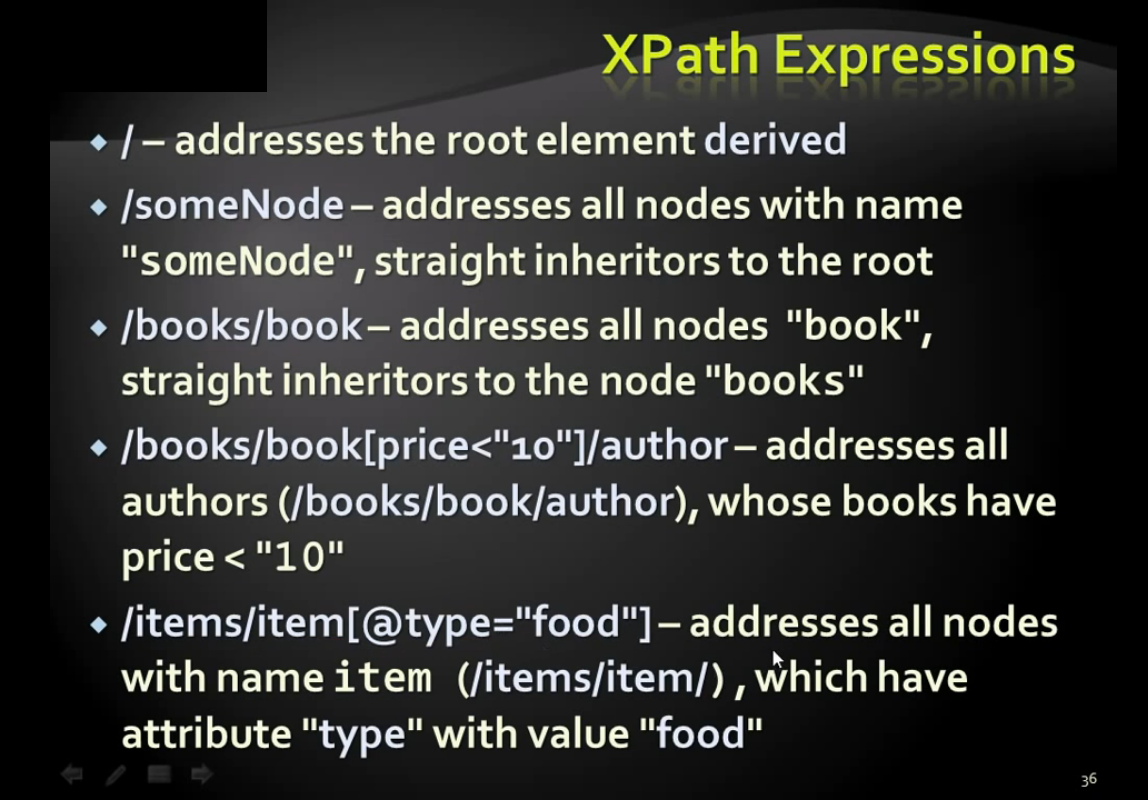 XPath Expressions
/ – addresses the root element derived
/someNode – addresses all nodes with name
"someNode", straight inheritors to the root
/books/book – addresses all nodes "book",
straight inheritors to the node "books"
/books/book[price<"10"]/author – addresses all
authors (/books/book/author), whose books have
price < "10"
/items/item[@type="food"] – addresses all nodes
with name item (/items/item/) , which have
attribute "type" with value "food"
36